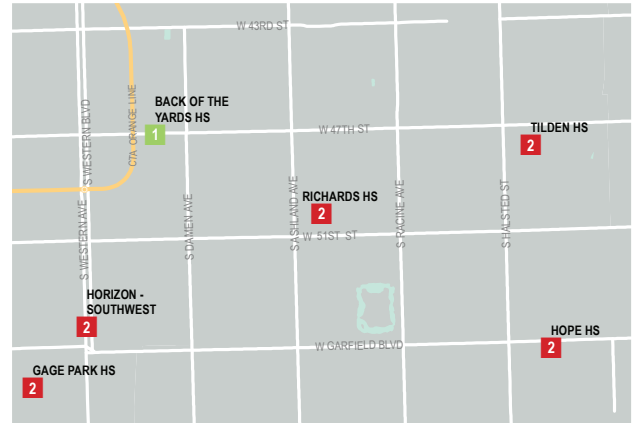 W 43RD ST
S WESTERN BLVD
CTA ORANGE LINE
BACK OF THE
YARDS HS
1
W 47TH ST
TILDEN HS
2
S WESTERN AVE
S DAMEN AVE
S ASHLAND AVE
RICHARDS HS
2
S RACINE AVE
S HALSTED ST
W 51ST ST
HORIZON -
SOUTHWEST
2
HOPE HS
2
W GARFIELD BLVD
GAGE PARK HS
2